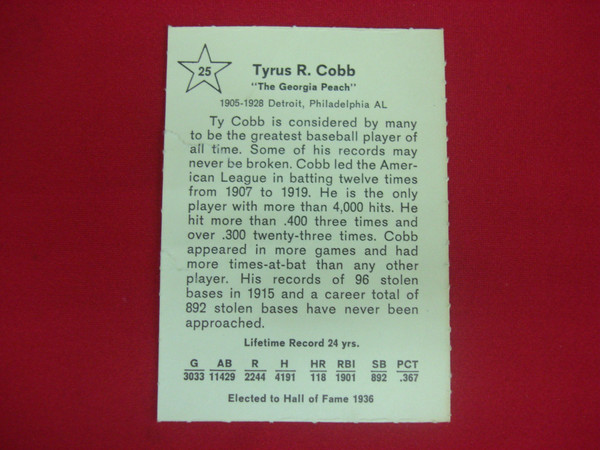 25
Tyrus R. Cobb
"The Georgia Peach"
1905-1928 Detroit, Philadelphia AL
Ty Cobb is considered by many
to be the greatest baseball player of
all time. Some of his records may
never be broken. Cobb led the Amer-
ican League in batting twelve times
from 1907 to 1919. He is the only
player with more than 4,000 hits. He
hit more than .400 three times and
over .300 twenty-three times. Cobb
appeared in more games and had
more times-at-bat than any other
player. His records of 96 stolen
bases in 1915 and a career total of
892 stolen bases have never been
approached.
Lifetime Record 24 yrs.
G AB R H HR RBI SB PCT
3033 11429 2244 4191 118 1901 892 .367
Elected to Hall of Fame 1936